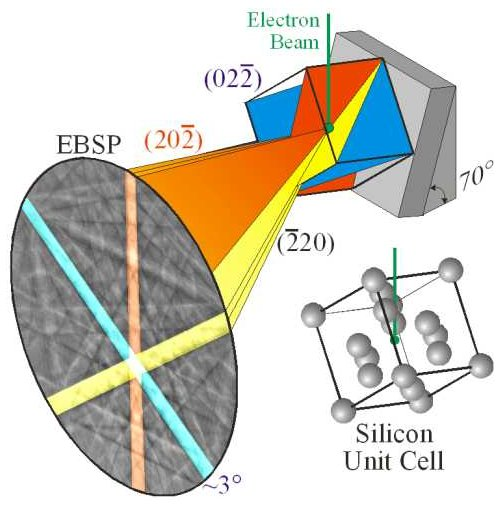 Electron
Beam
(022̅)
EBSP
(202̅)
70°
(2̅20)
Silicon
Unit Cell
~3°